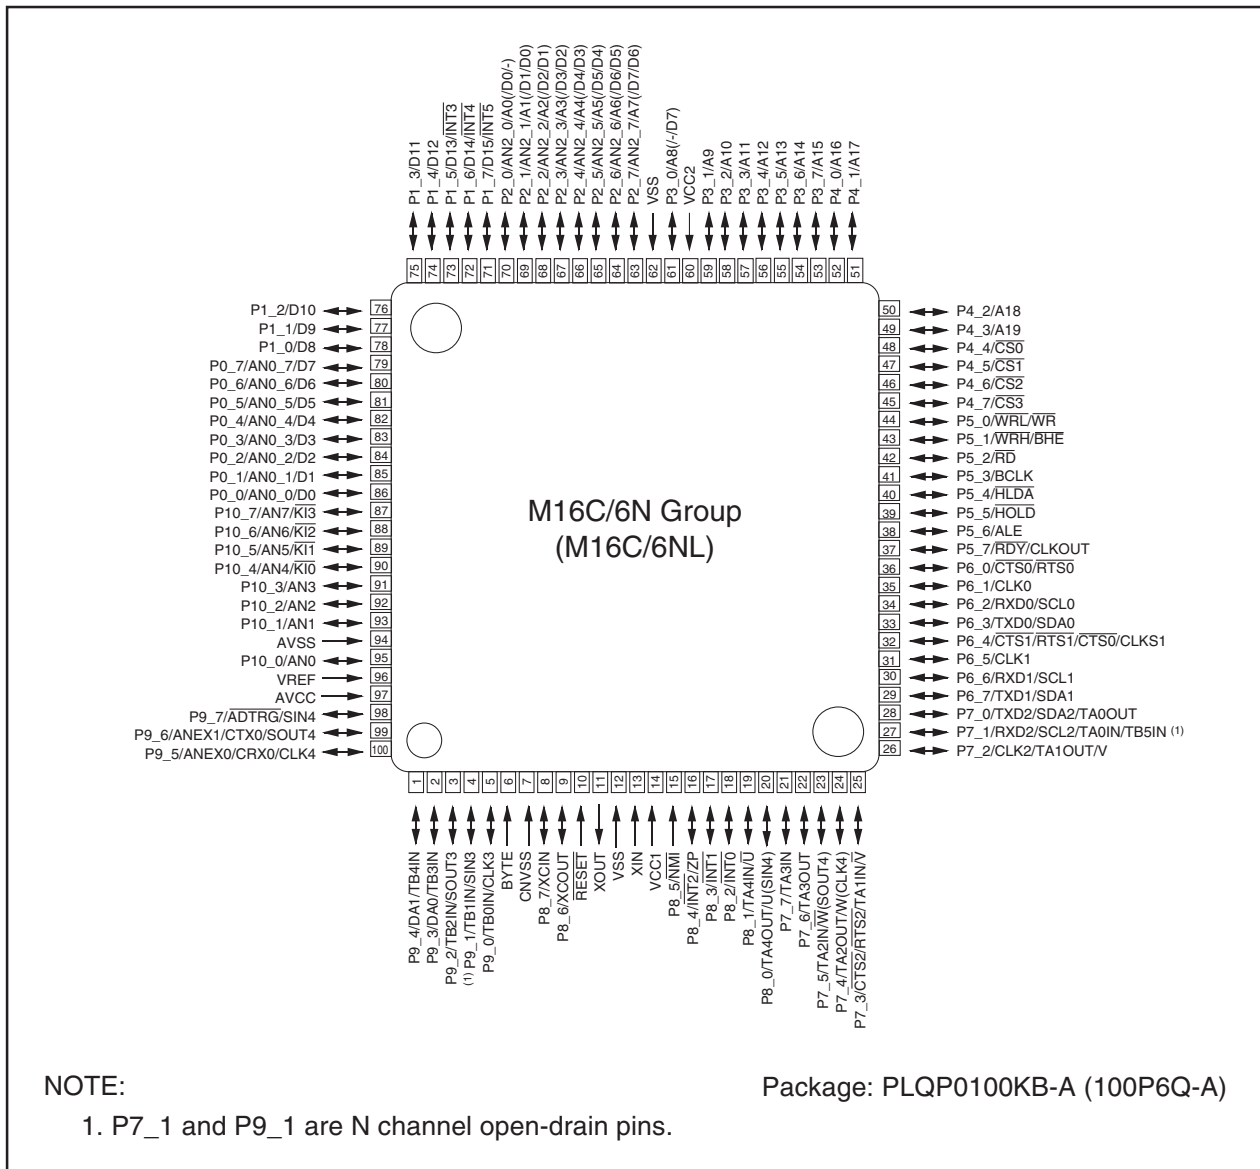 P1_3/D11
P1_4/D12
P1_5/D13/INT3
P1_6/D14/INT4
P1_7/D15/INT5
P2_0/AN2_0/A0(/D0/-)
P2_1/AN2_1/A1(/D1/D0)
P2_2/AN2_2/A2(/D2/D1)
P2_3/AN2_3/A3(/D3/D2)
P2_4/AN2_4/A4(/D4/D3)
P2_5/AN2_5/A5(/D5/D4)
P2_6/AN2_6/A6(/D6/D5)
P2_7/AN2_7/A7(/D7/D6)
VSS
P3_0/A8(/-/D7)
VCC2
P3_1/A9
P3_2/A10
P3_3/A11
P3_4/A12
P3_5/A13
P3_6/A14
P3_7/A15
P4_0/A16
P4_1/A17
75 74 73 72 71 70 69 68 67 66 65 64 63 62 61 60 59 58 57 56 55 54 53 52 51
P1_2/D10 76
P1_1/D9 77
P1_0/D8 78
P0_7/AN0_7/D7 79
P0_6/AN0_6/D6 80
P0_5/AN0_5/D5 81
P0_4/AN0_4/D4 82
P0_3/AN0_3/D3 83
P0_2/AN0_2/D2 84
P0_1/AN0_1/D1 85
P0_0/AN0_0/D0 86
P10_7/AN7/KI3 87
P10_6/AN6/KI2 88
P10_5/AN5/KI1 89
P10_4/AN4/KI0 90
P10_3/AN3 91
P10_2/AN2 92
P10_1/AN1 93
AVSS 94
P10_0/AN0 95
VREF 96
AVCC 97
P9_7/ADTRG/SIN4 98
P9_6/ANEX1/CTX0/SOUT4 99
P9_5/ANEX0/CRX0/CLK4 100
M16C/6N Group
(M16C/6NL)
50 P4_2/A18
49 P4_3/A19
48 P4_4/CS0
47 P4_5/CS1
46 P4_6/CS2
45 P4_7/CS3
44 P5_0/WRL/WR
43 P5_1/WRH/BHE
42 P5_2/RD
41 P5_3/BCLK
40 P5_4/HLDA
39 P5_5/HOLD
38 P5_6/ALE
37 P5_7/RDY/CLKOUT
36 P6_0/CTS0/RTS0
35 P6_1/CLK0
34 P6_2/RXD0/SCL0
33 P6_3/TXD0/SDA0
32 P6_4/CTS1/RTS1/CTS0/CLKS1
31 P6_5/CLK1
30 P6_6/RXD1/SCL1
29 P6_7/TXD1/SDA1
28 P7_0/TXD2/SDA2/TA0OUT
27 P7_1/RXD2/SCL2/TA0IN/TB5IN (1)
26 P7_2/CLK2/TA1OUT/V
1 2 3 4 5 6 7 8 9 10 11 12 13 14 15 16 17 18 19 20 21 22 23 24 25
P9_4/DA1/TB4IN
P9_3/DA0/TB3IN
P9_2/TB2IN/SOUT3
(1) P9_1/TB1IN/SIN3
P9_0/TB0IN/CLK3
BYTE
CNVSS
P8_7/XCIN
P8_6/XCOUT
RESET
XOUT
VSS
XIN
VCC1
P8_5/NMI
P8_4/INT2/ZP
P8_3/INT1
P8_2/INT0
P8_1/TA4IN/U
P8_0/TA4OUT/U(SIN4)
P7_7/TA3IN
P7_6/TA3OUT
P7_5/TA2IN/W(SOUT4)
P7_4/TA2OUT/W(CLK4)
P7_3/CTS2/RTS2/TA1IN/V
NOTE:
1. P7_1 and P9_1 are N channel open-drain pins.
Package: PLQP0100KB-A (100P6Q-A)